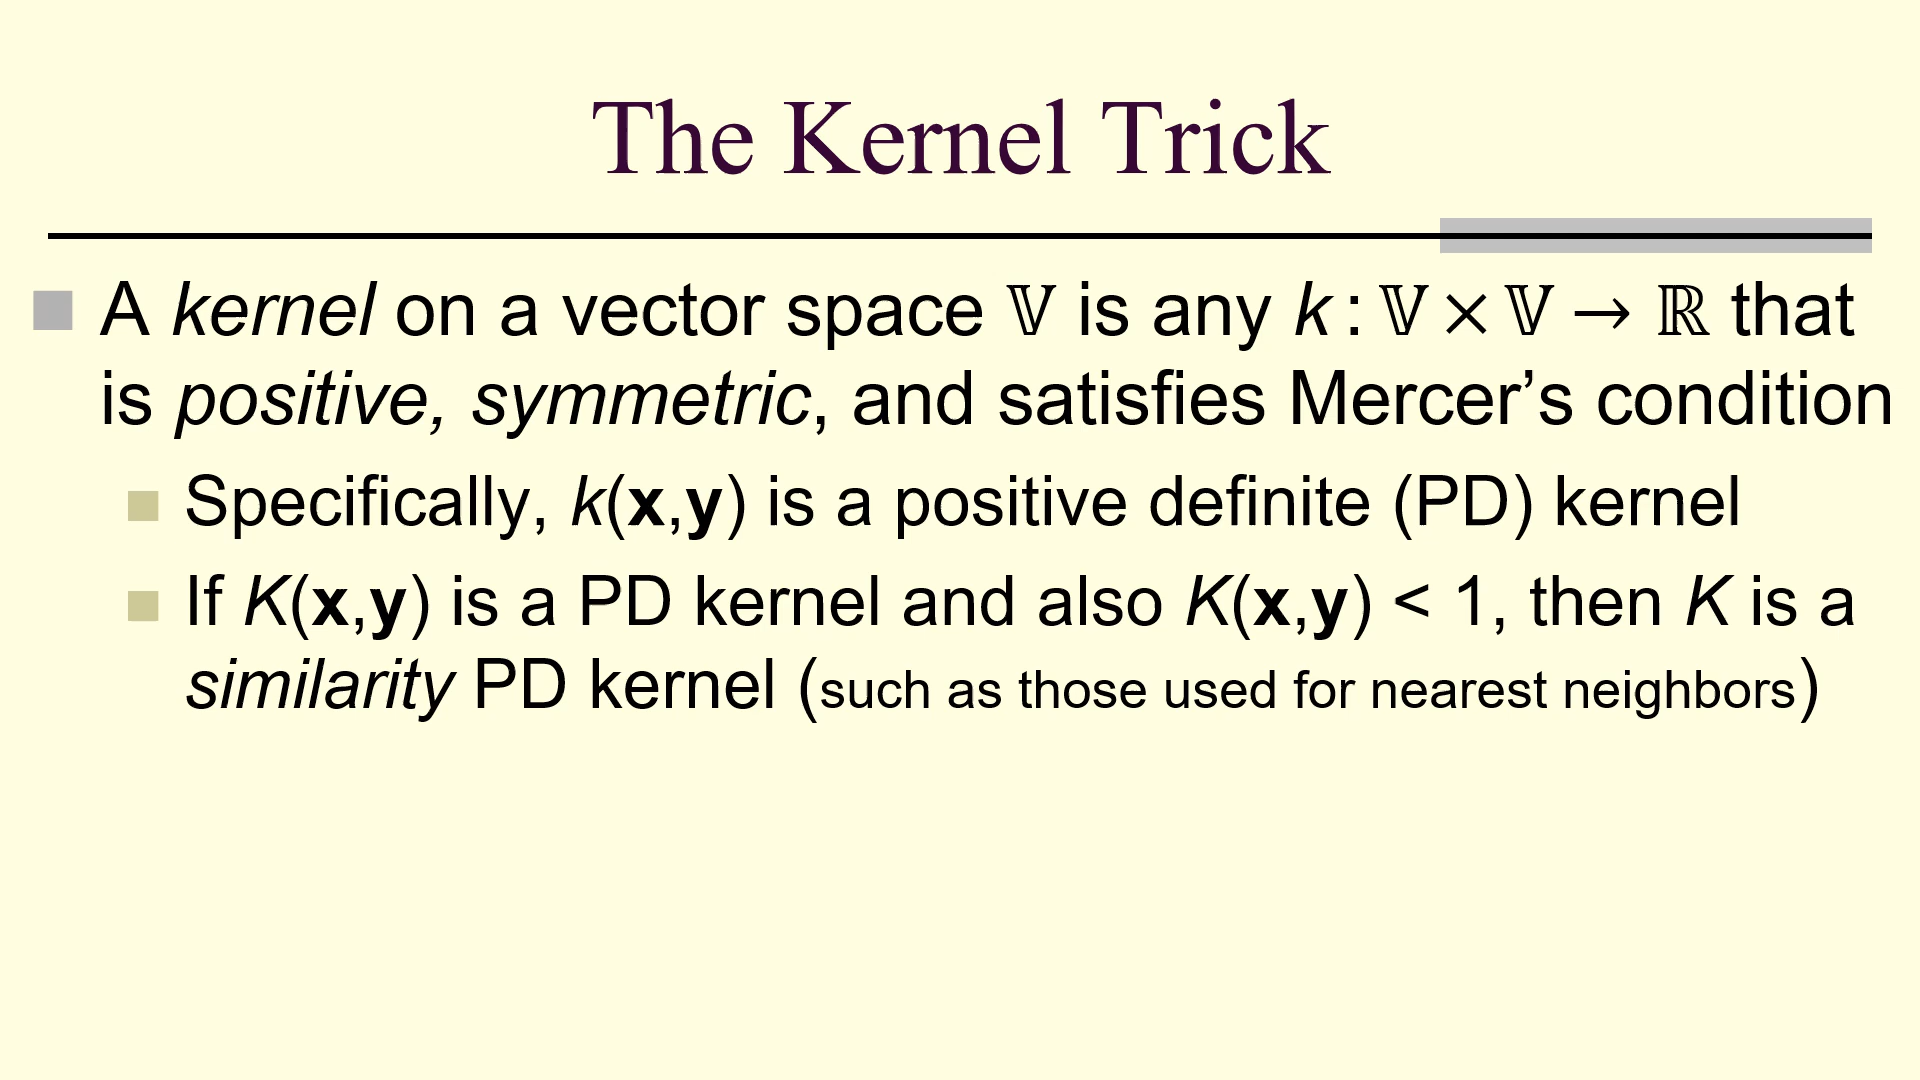 The Kernel Trick
A kernel on a vector space 𝕍 is any k : 𝕍 × 𝕍 → ℝ that
is positive, symmetric, and satisfies Mercer’s condition
Specifically, k(x,y) is a positive definite (PD) kernel
If K(x,y) is a PD kernel and also K(x,y) < 1, then K is a
similarity PD kernel (such as those used for nearest neighbors)